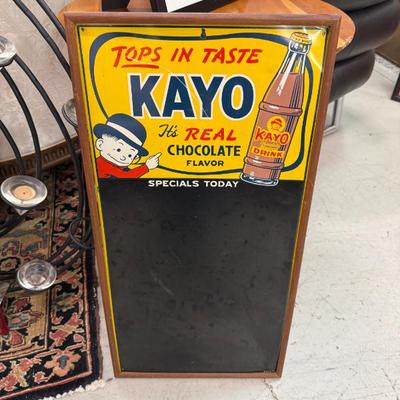 TOPS IN TASTE
KAYO
It's REAL
CHOCOLATE
FLAVOR
KAYO
DRINK
SPECIALS TODAY